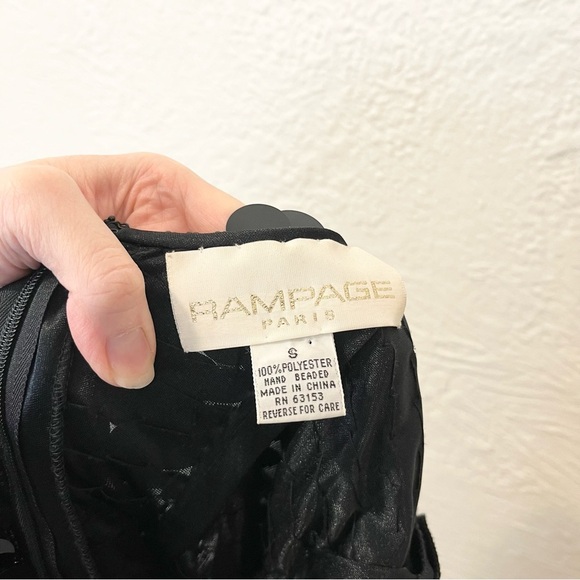 RAMPAGE
PARIS
S
100% POLYESTER
HAND BEADED
MADE IN CHINA
RN 63153
REVERSE FOR CARE